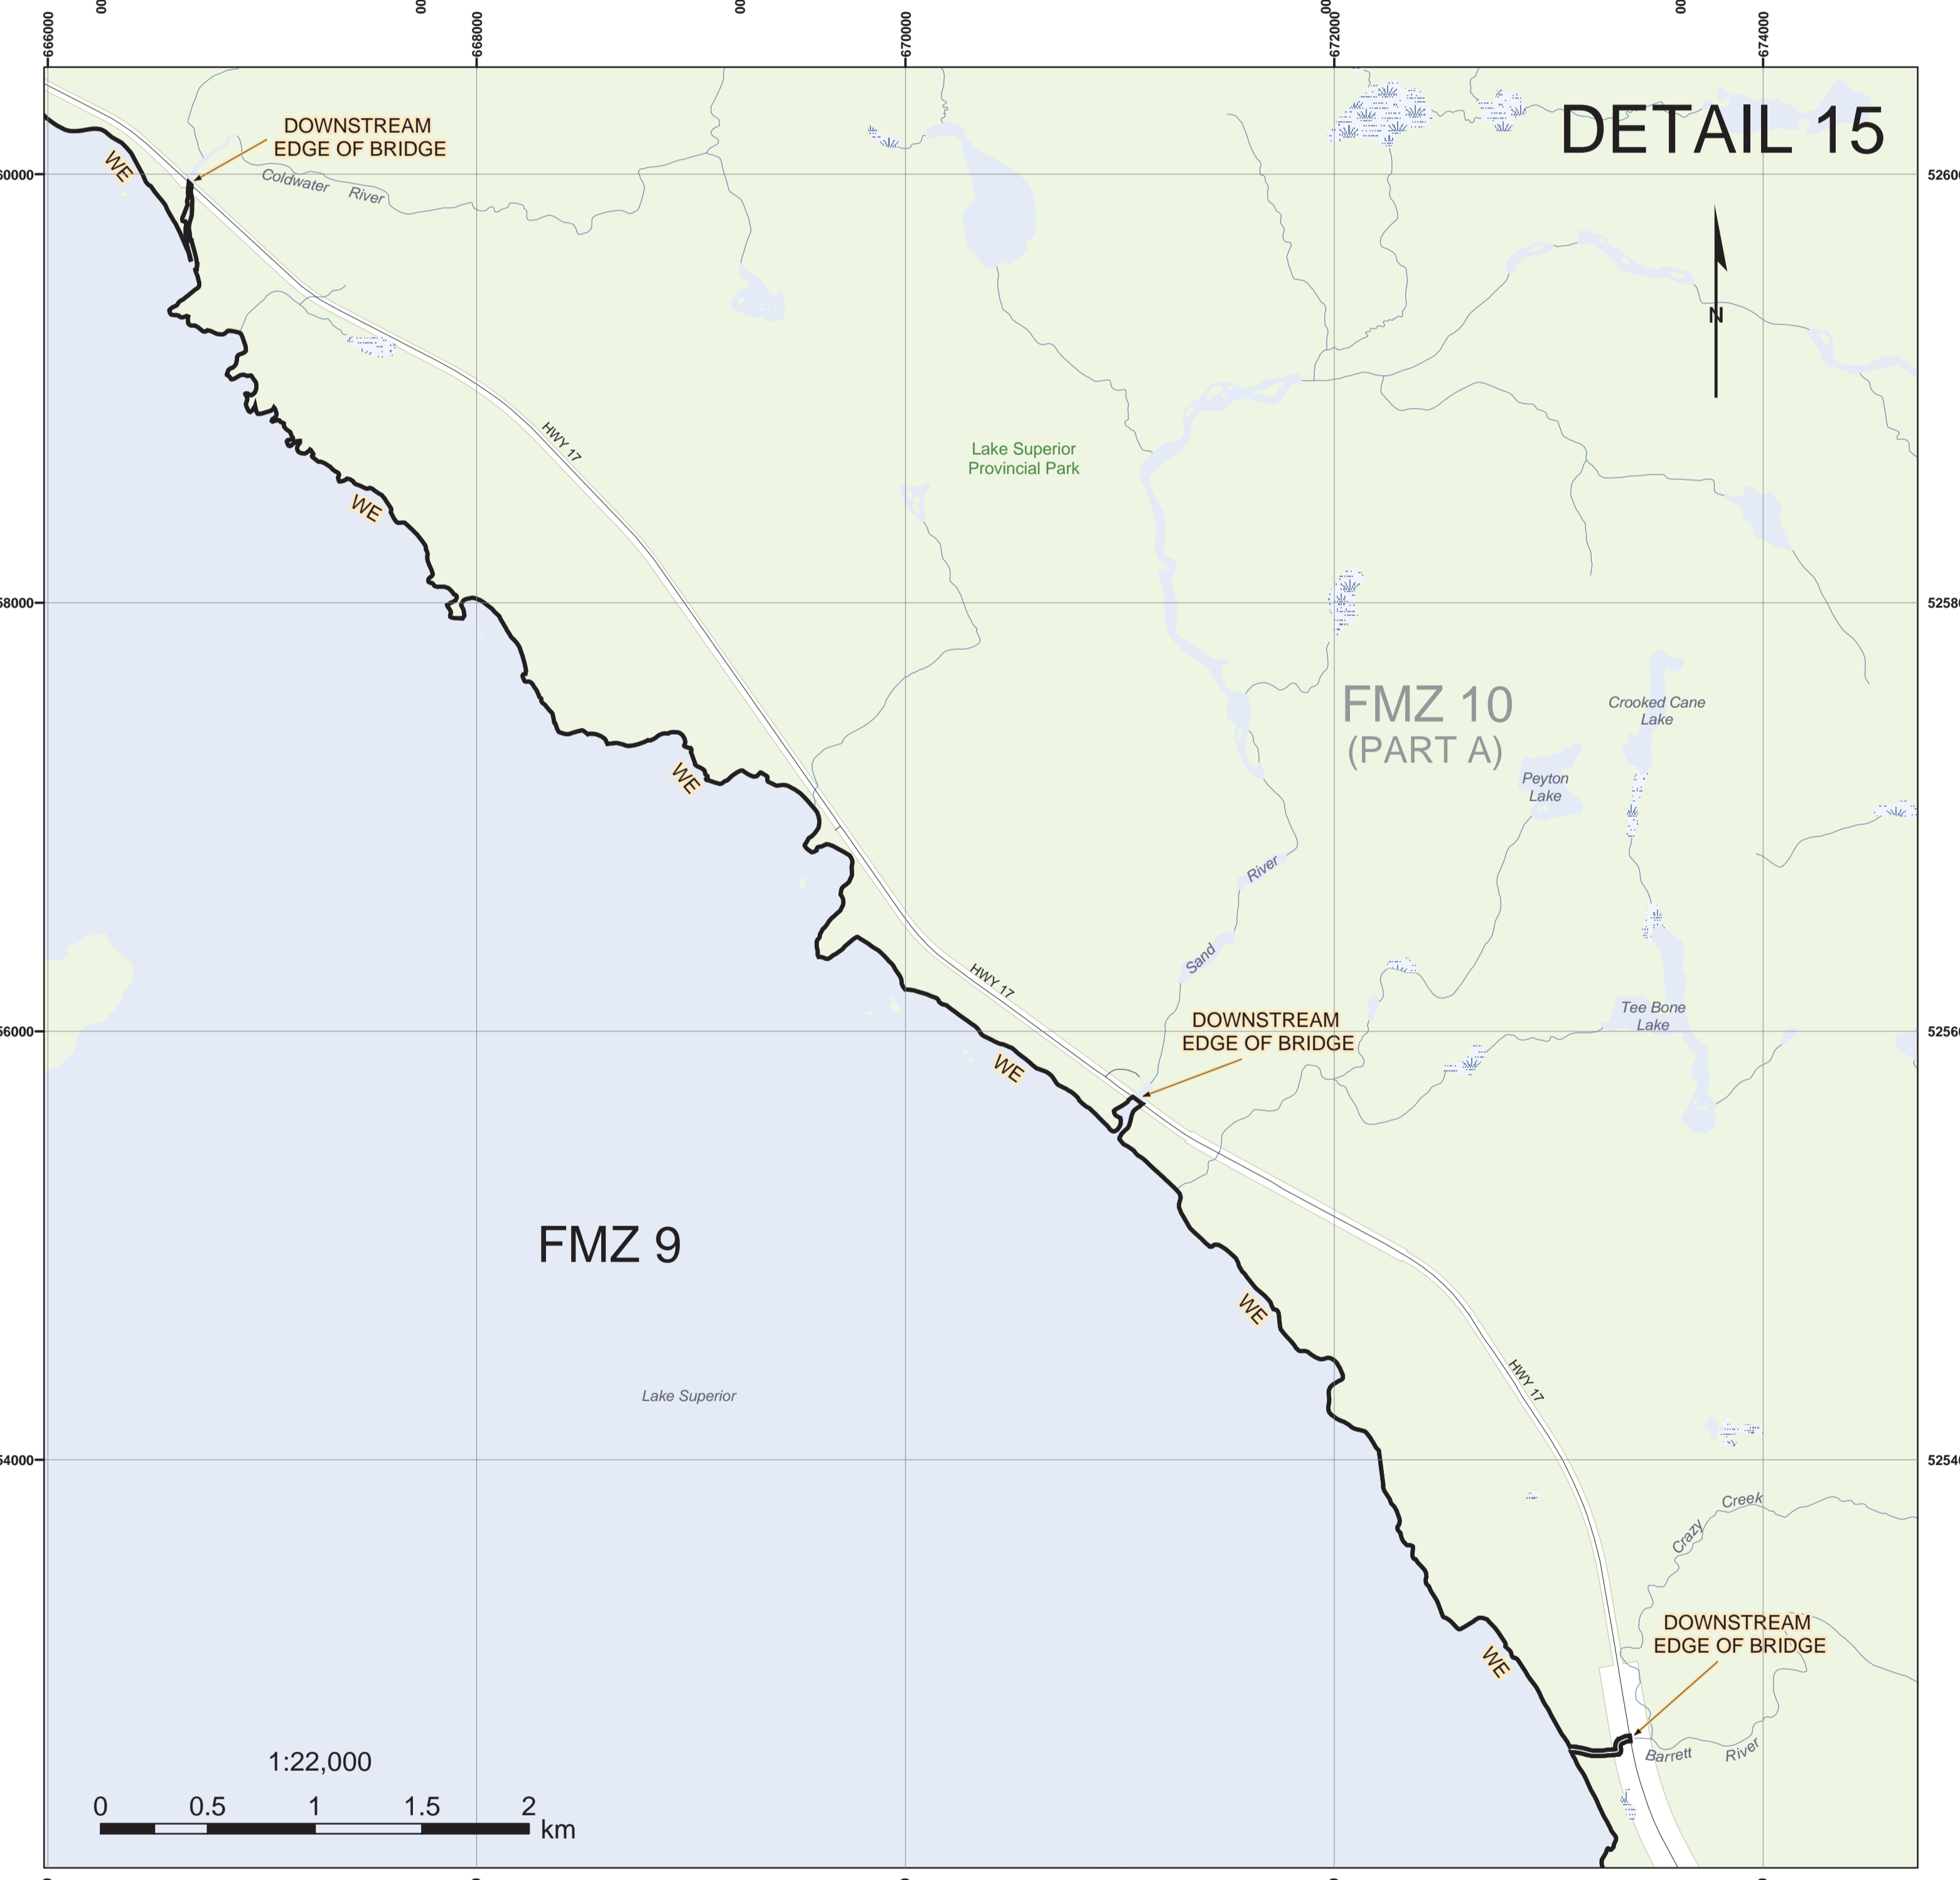 666000
668000
670000
672000
674000
DETAIL 15
DOWNSTREAM
EDGE OF BRIDGE
WE
Coldwater River
N
HWY 17
Lake Superior
Provincial Park
WE
FMZ 10
(PART A)
Crooked Cane
Lake
Peyton
Lake
WE
River
Sand
HWY 17
Tee Bone
Lake
DOWNSTREAM
EDGE OF BRIDGE
WE
FMZ 9
WE
Lake Superior
HWY 17
Creek
Crazy
DOWNSTREAM
EDGE OF BRIDGE
WE
Barrett River
1:22,000
0 0.5 1 1.5 2
km